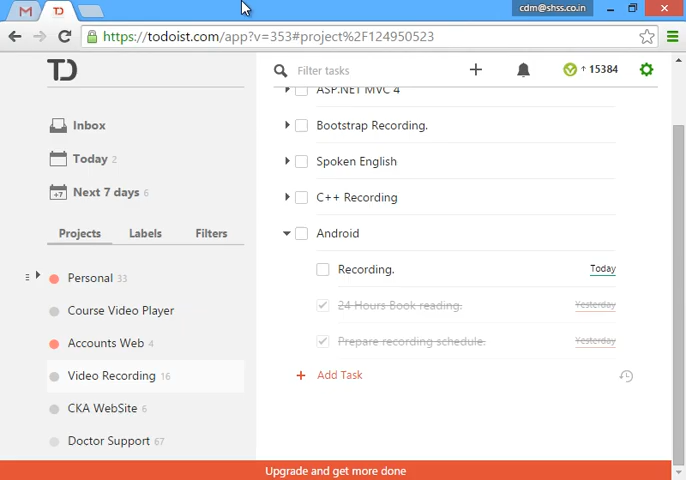 cdm@shss.co.in
https://todoist.com/app?v=353#project%2F124950523
Filter tasks
15384
Inbox
Today 2
+7
Next 7 days 6
Projects Labels Filters
Personal 33
Course Video Player
Accounts Web 4
Video Recording 16
CKA WebSite 6
Doctor Support 67
ASP.NET MVC 4
Bootstrap Recording.
Spoken English
C++ Recording
Android
Recording. Today
24 Hours Book reading. Yesterday
Prepare recording schedule. Yesterday
+ Add Task
Upgrade and get more done